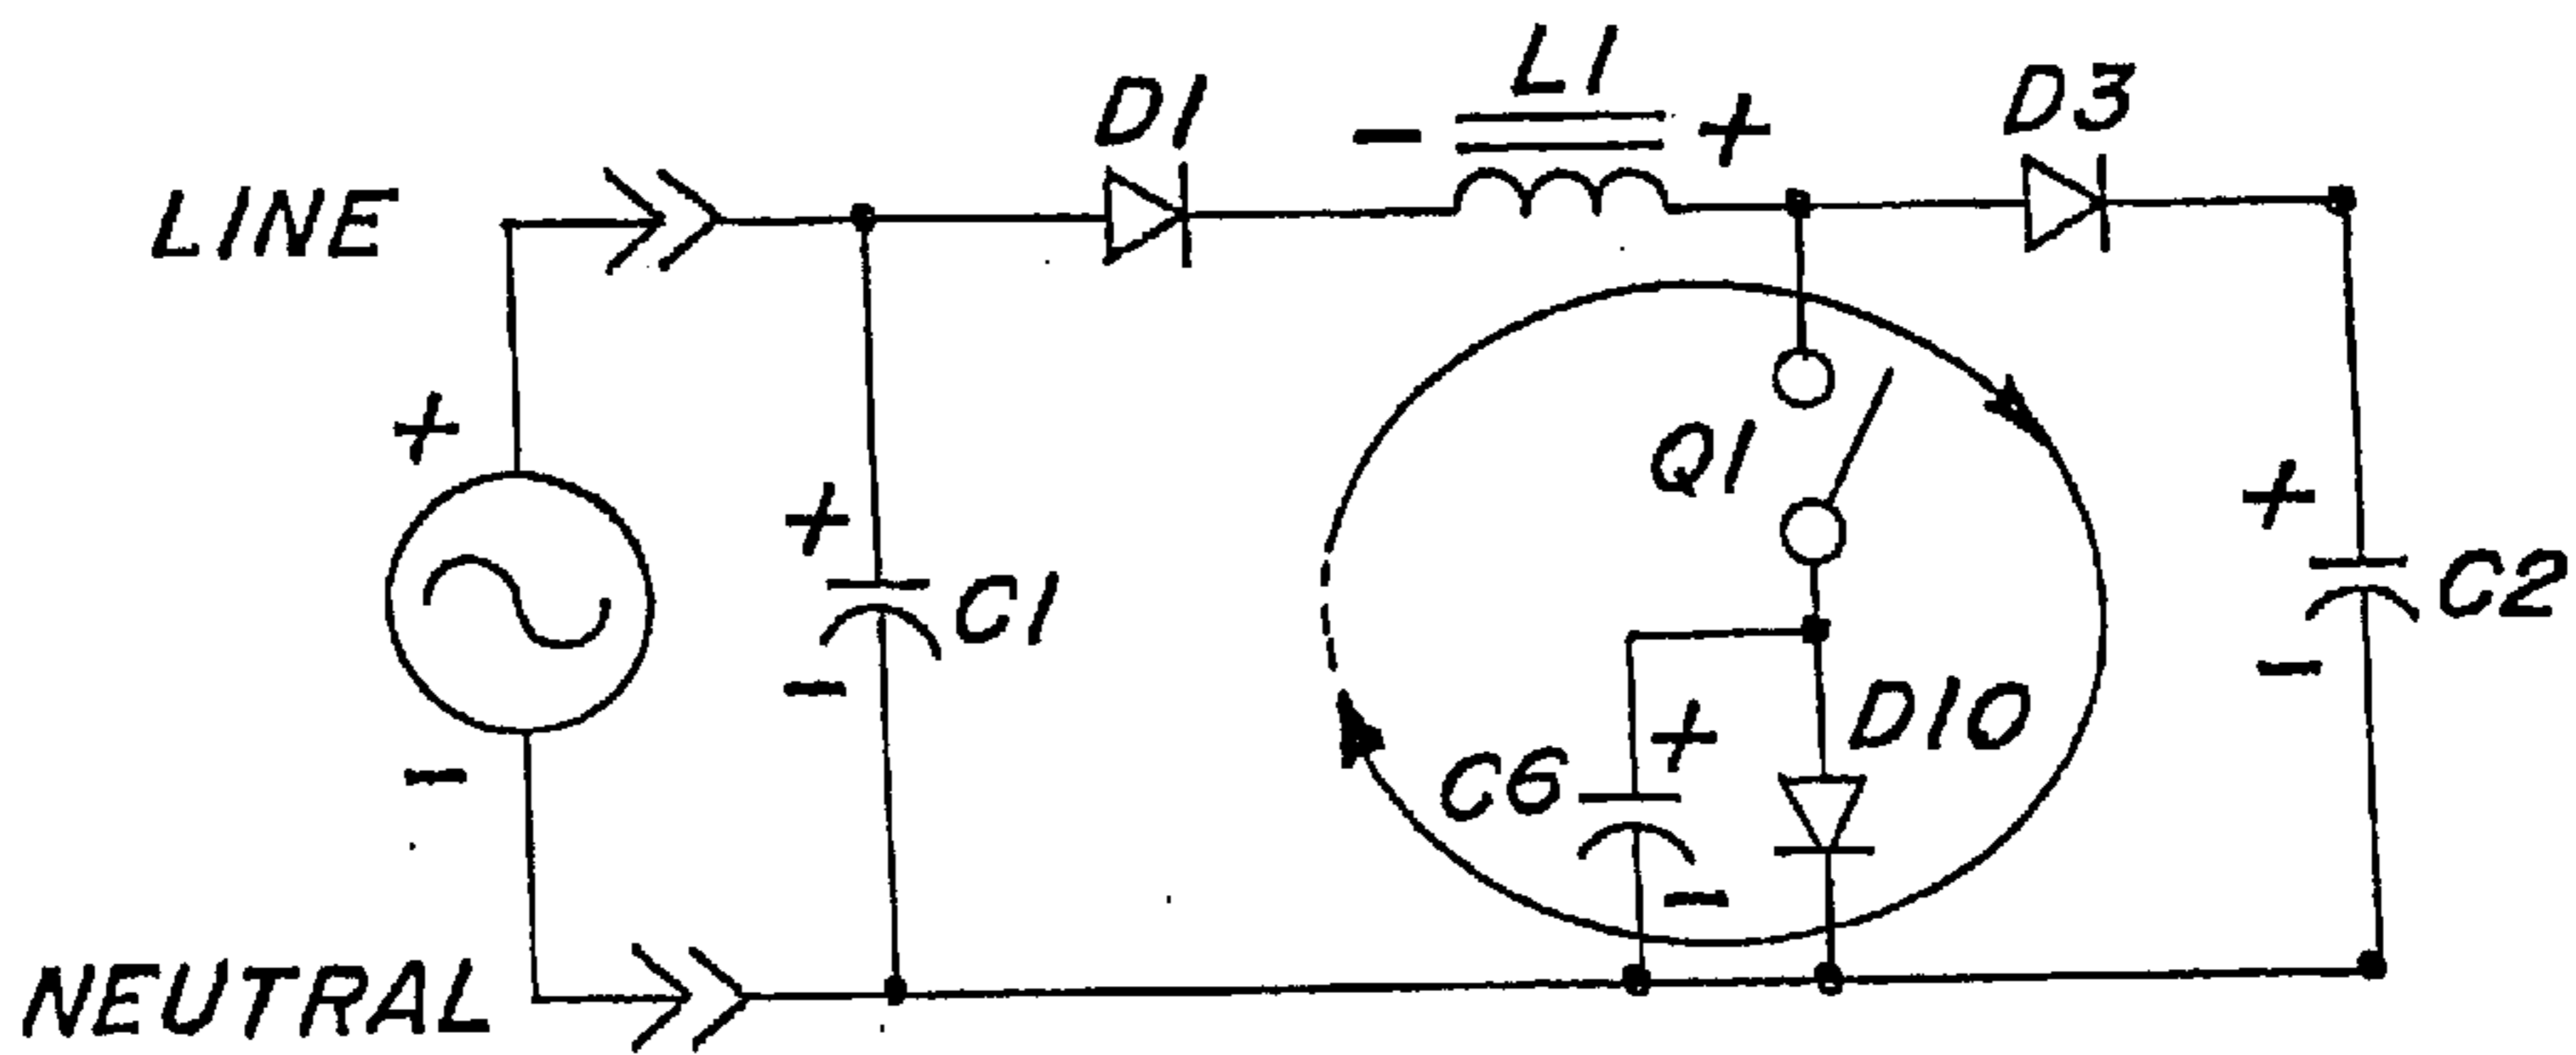 L1
D1
D3
LINE
- +
+
Q1
+
+
C1
C2
-
-
D10
+
C6
-
-
NEUTRAL